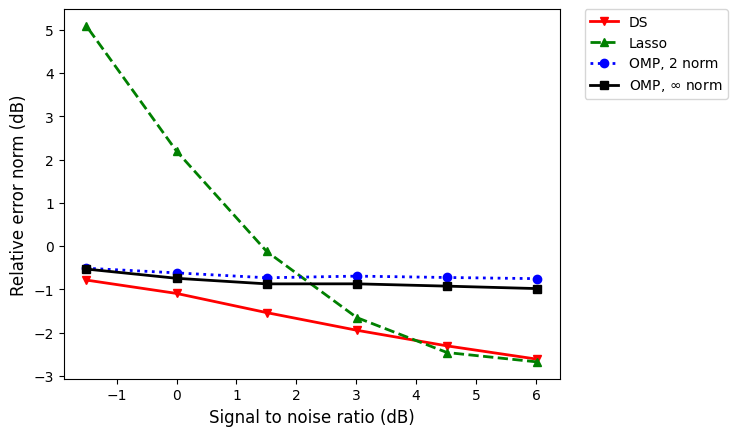 DS
Lasso
OMP, 2 norm
OMP, ∞ norm
Relative error norm (dB)
5
4
3
2
1
0
−1
−2
−3
−1 0 1 2 3 4 5 6
Signal to noise ratio (dB)